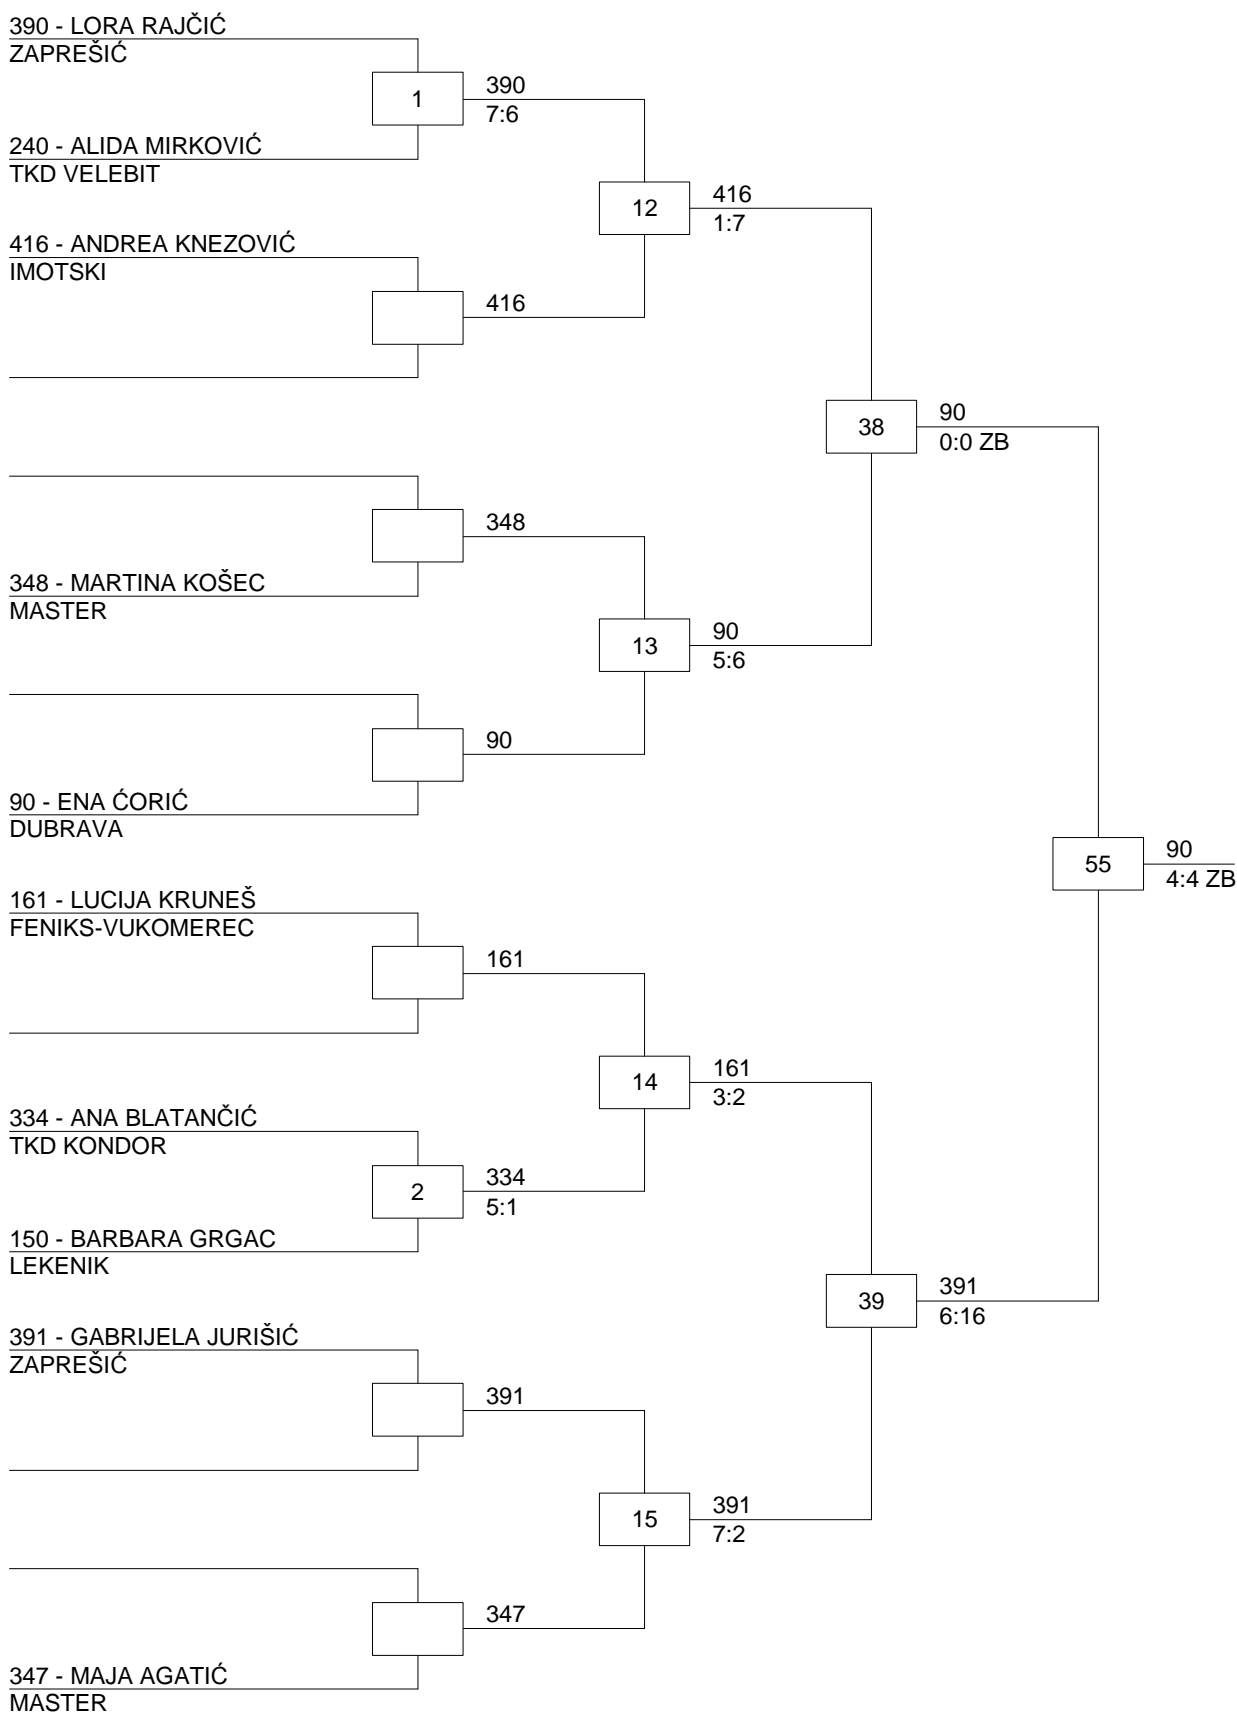 390 - LORA RAJČIĆ
ZAPREŠIĆ
1
390
7:6
240 - ALIDA MIRKOVIĆ
TKD VELEBIT
12
416
1:7
416 - ANDREA KNEZOVIĆ
IMOTSKI
416
38
90
0:0 ZB
348
348 - MARTINA KOŠEC
MASTER
13
90
5:6
90
90 - ENA ĆORIĆ
DUBRAVA
55
90
4:4 ZB
161 - LUCIJA KRUNEŠ
FENIKS-VUKOMEREC
161
14
161
3:2
334 - ANA BLATANČIĆ
TKD KONDOR
2
334
5:1
150 - BARBARA GRGAC
LEKENIK
39
391
6:16
391 - GABRIJELA JURIŠIĆ
ZAPREŠIĆ
391
15
391
7:2
347
347 - MAJA AGATIĆ
MASTER